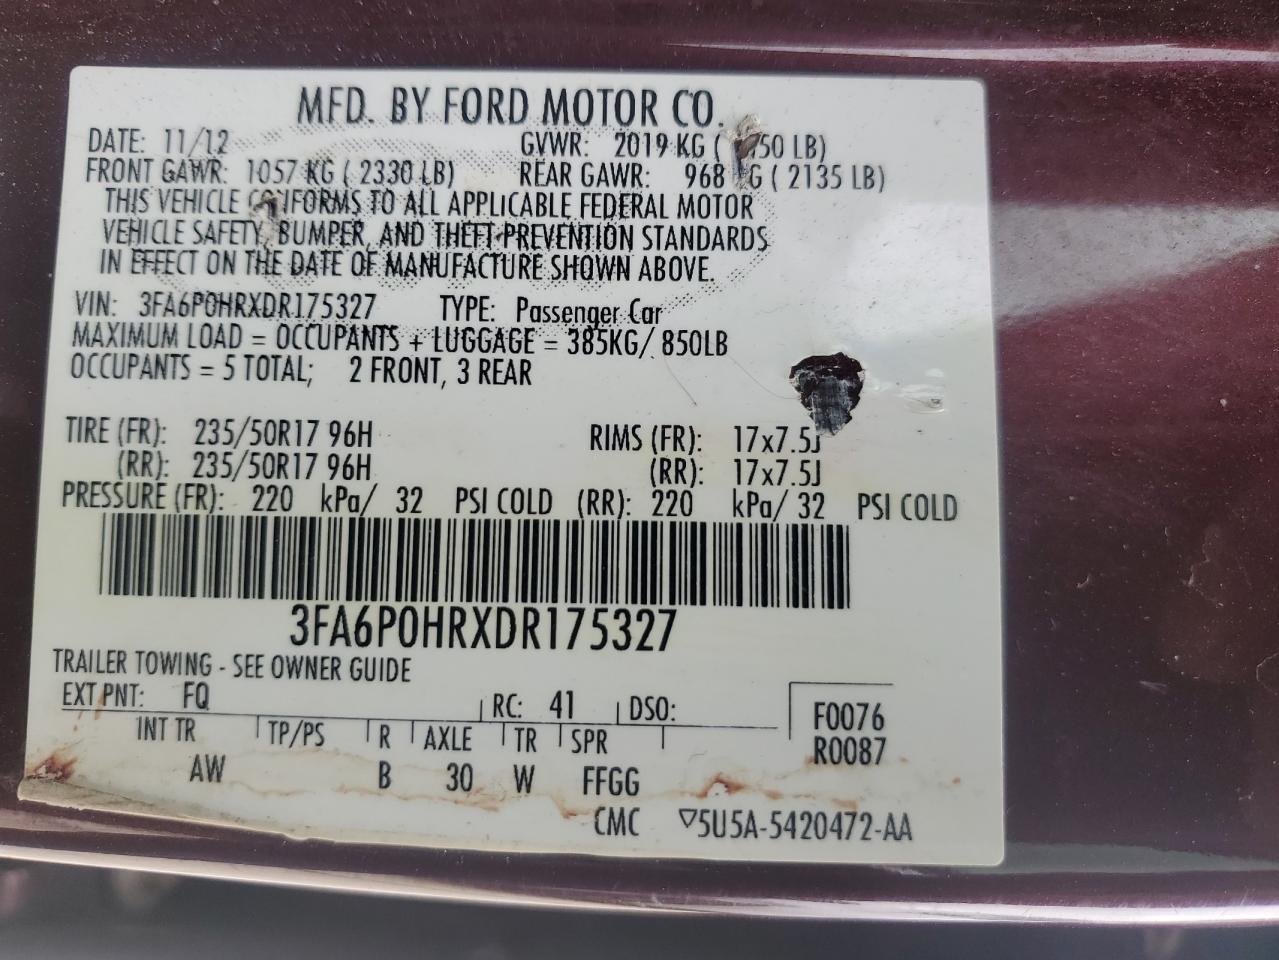 MFD. BY FORD MOTOR CO.
DATE: 11/12 GVWR: 2019 KG ( 50 LB)
FRONT GAWR: 1057 KG ( 2330 LB) REAR GAWR: 968 G ( 2135 LB)
THIS VEHICLE TO ALL APPLICABLE FEDERAL MOTOR
VEHICLE SAFETY, BUMPER, AND THEFT PREVENTION STANDARDS
IN EFFECT ON THE DATE OF MANUFACTURE SHOWN ABOVE.
VIN: 3FA6P0HRXDR175327 TYPE: Passenger Car
MAXIMUM LOAD = OCCUPANTS + LUGGAGE = 385KG/ 850LB
OCCUPANTS = 5 TOTAL; 2 FRONT, 3 REAR
TIRE (FR): 235/50R17 96H RIMS (FR): 17x7.5J
(RR): 235/50R17 96H (RR): 17x7.5J
PRESSURE (FR): 220 kPa/ 32 PSI COLD (RR): 220 kPa/ 32 PSI COLD
3FA6P0HRXDR175327
TRAILER TOWING - SEE OWNER GUIDE
EXT PNT: FQ RC: 41 DSO: F0076
INT TR TP/PS R AXLE TR SPR R0087
AW B 30 W FFGG
CMC ▽5U5A-5420472-AA